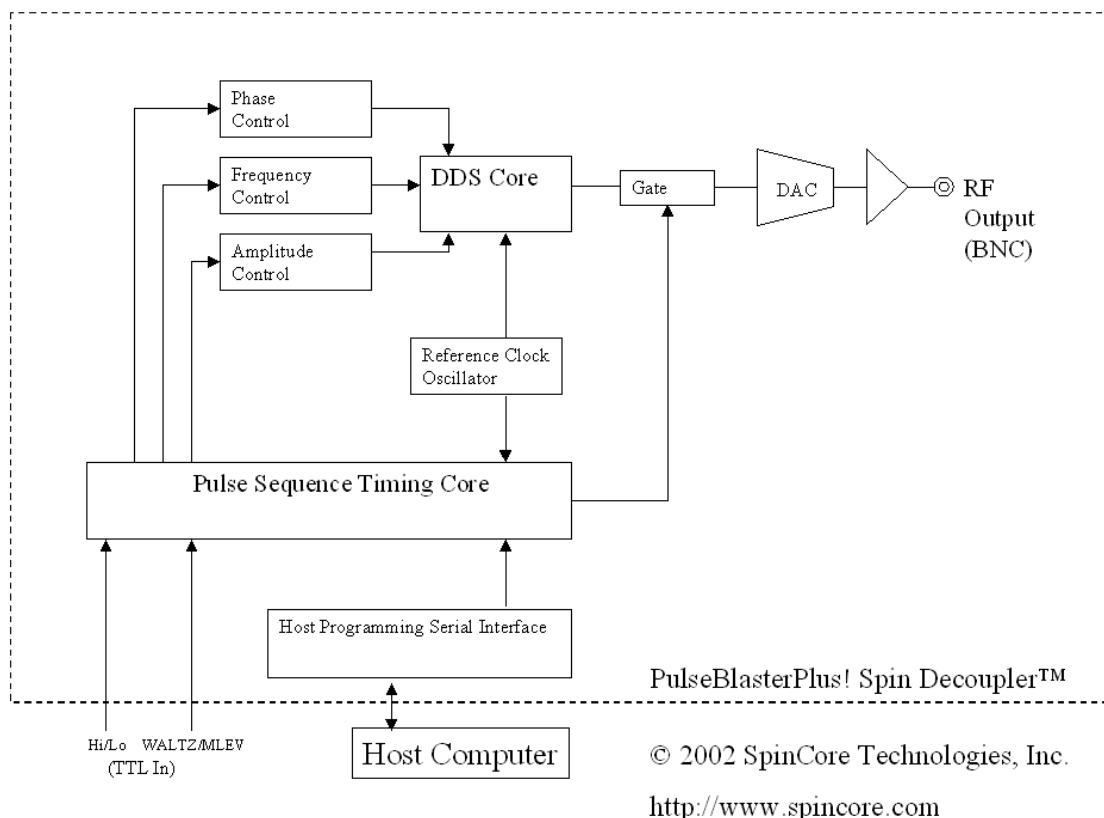 Phase
Control
Frequency
Control
Amplitude
Control
DDS Core
Gate
DAC
RF
Output
(BNC)
Reference Clock
Oscillator
Pulse Sequence Timing Core
Host Programming Serial Interface
PulseBlasterPlus! Spin Decoupler™
Hi/Lo WALTZ/MLEV
(TTL In)
Host Computer
© 2002 SpinCore Technologies, Inc.
http://www.spincore.com